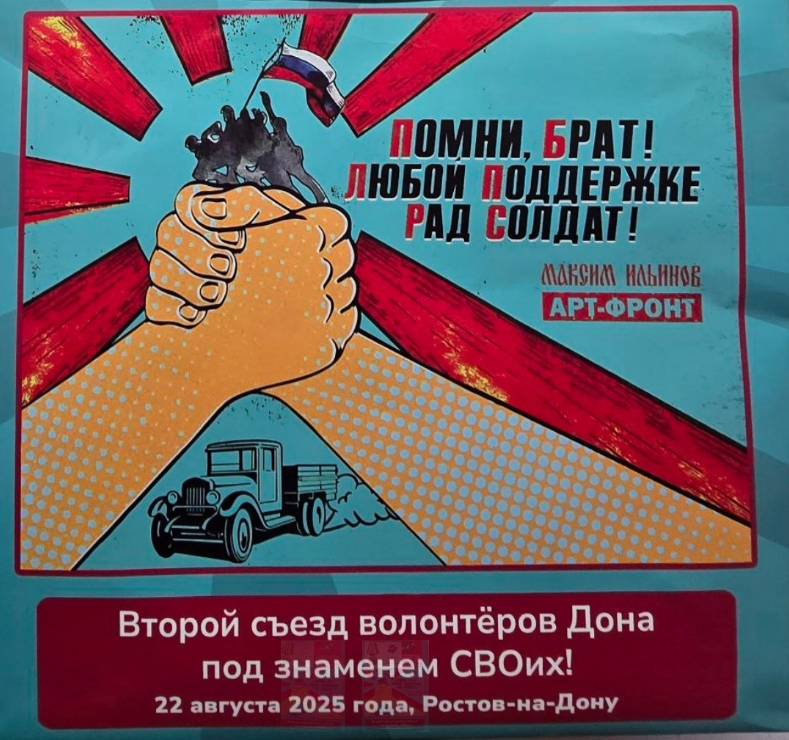 ПОМНИ, БРАТ!
ЛЮБОЙ ПОДДЕРЖКЕ
РАД СОЛДАТ!
МАКСИМ ИЛЬИНОВ
АРТ-ФРОНТ
Второй съезд волонтёров Дона
под знаменем СВОих!
22 августа 2025 года, Ростов-на-Дону